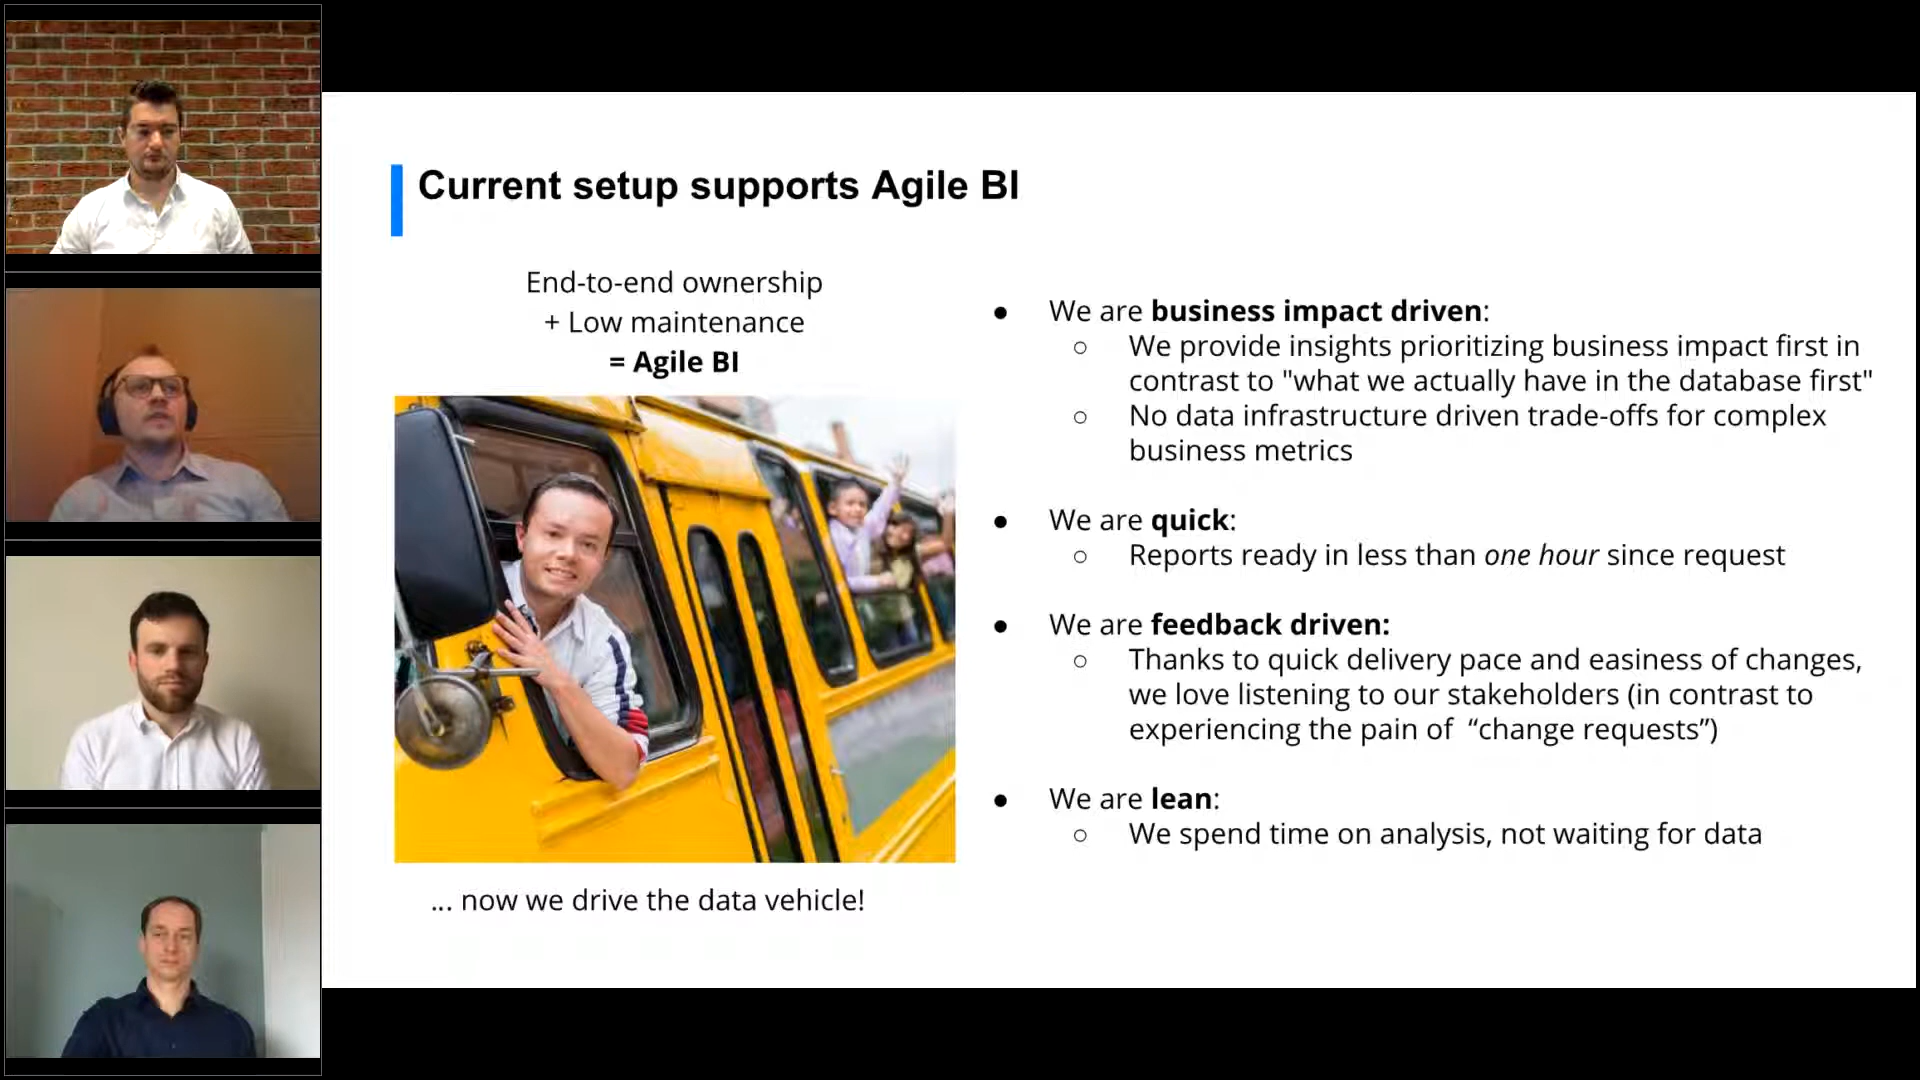 Current setup supports Agile BI
End-to-end ownership
+ Low maintenance
= Agile BI
... now we drive the data vehicle!
● We are business impact driven:
○ We provide insights prioritizing business impact first in
contrast to "what we actually have in the database first"
○ No data infrastructure driven trade-offs for complex
business metrics
● We are quick:
○ Reports ready in less than one hour since request
● We are feedback driven:
○ Thanks to quick delivery pace and easiness of changes,
we love listening to our stakeholders (in contrast to
experiencing the pain of “change requests”)
● We are lean:
○ We spend time on analysis, not waiting for data